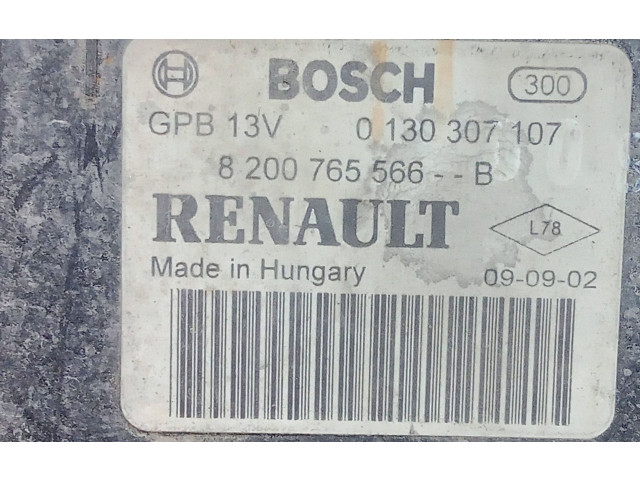 BOSCH 300
GPB 13V 0 130 307 107
8 200 765 566 - - B
RENAULT L78
Made in Hungary 09-09-02